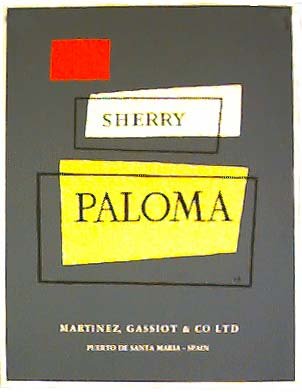 SHERRY
PALOMA
MARTINEZ, GASSIOT & CO LTD
PUERTO DE SANTA MARIA - SPAIN